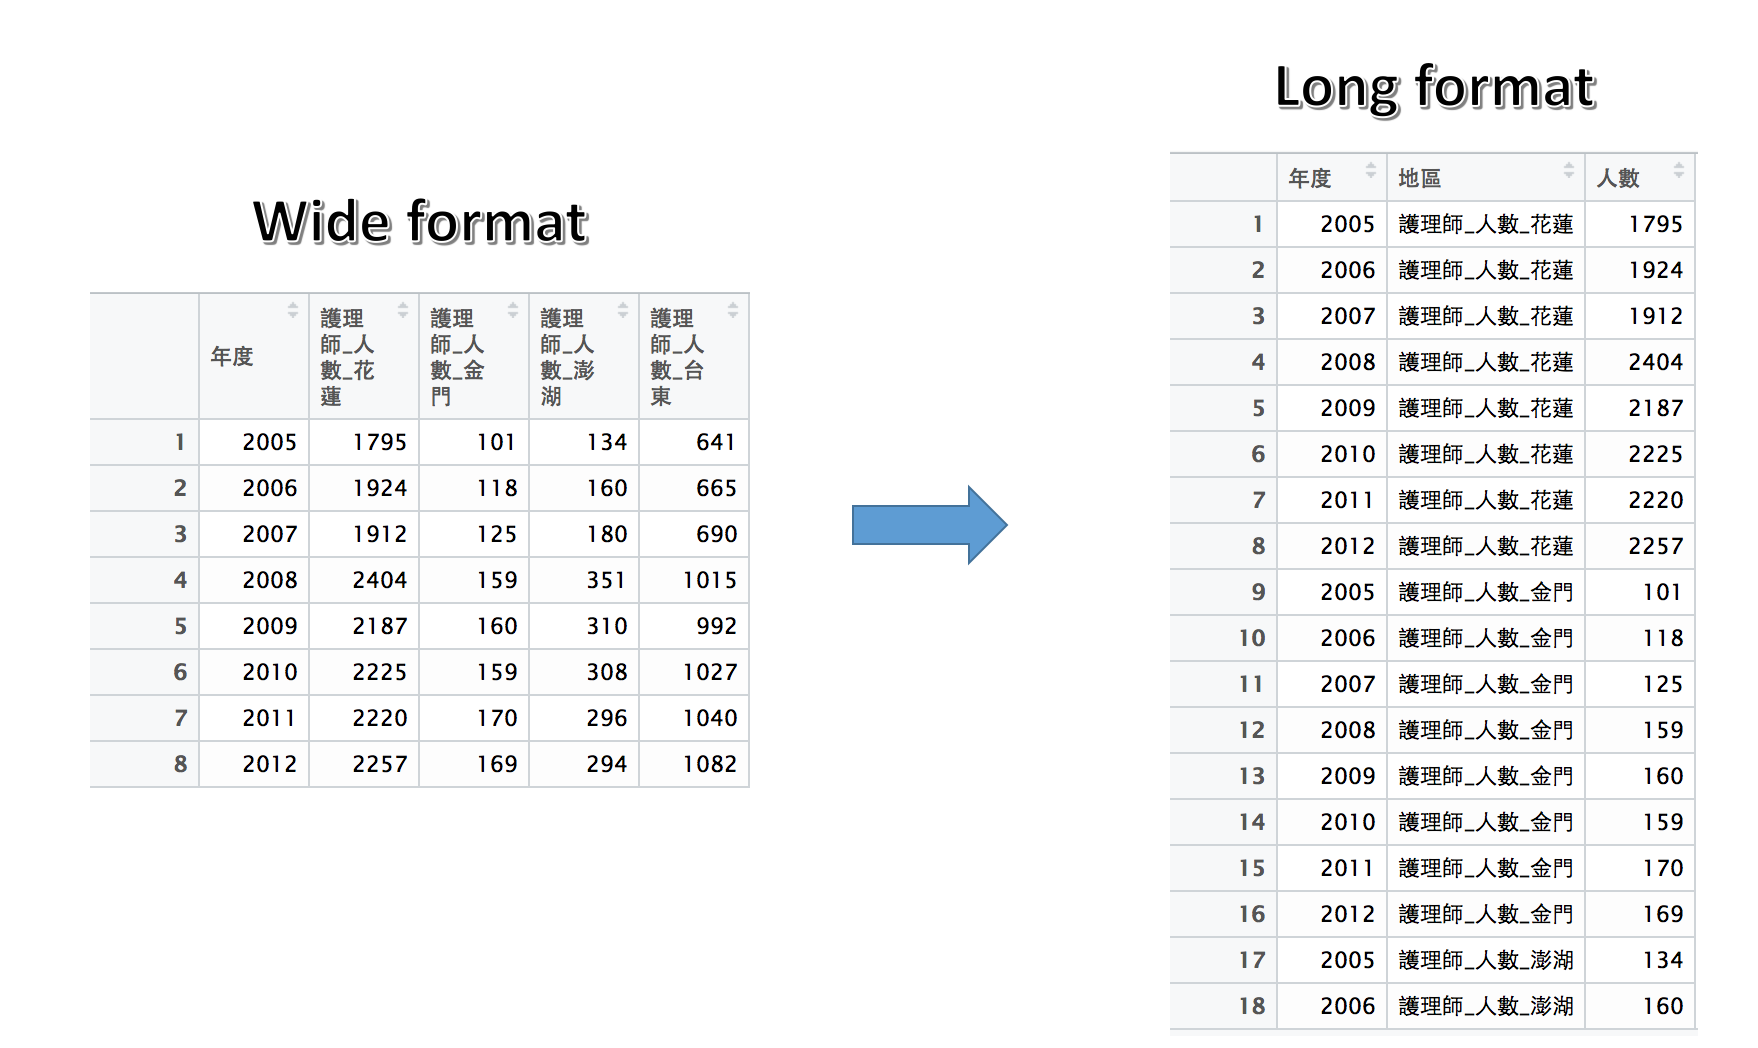 Wide format
年度 護理師_人數_花蓮 護理師_人數_金門 護理師_人數_澎湖 護理師_人數_台東
1 2005 1795 101 134 641
2 2006 1924 118 160 665
3 2007 1912 125 180 690
4 2008 2404 159 351 1015
5 2009 2187 160 310 992
6 2010 2225 159 308 1027
7 2011 2220 170 296 1040
8 2012 2257 169 294 1082
Long format
年度 地區 人數
1 2005 護理師_人數_花蓮 1795
2 2006 護理師_人數_花蓮 1924
3 2007 護理師_人數_花蓮 1912
4 2008 護理師_人數_花蓮 2404
5 2009 護理師_人數_花蓮 2187
6 2010 護理師_人數_花蓮 2225
7 2011 護理師_人數_花蓮 2220
8 2012 護理師_人數_花蓮 2257
9 2005 護理師_人數_金門 101
10 2006 護理師_人數_金門 118
11 2007 護理師_人數_金門 125
12 2008 護理師_人數_金門 159
13 2009 護理師_人數_金門 160
14 2010 護理師_人數_金門 159
15 2011 護理師_人數_金門 170
16 2012 護理師_人數_金門 169
17 2005 護理師_人數_澎湖 134
18 2006 護理師_人數_澎湖 160